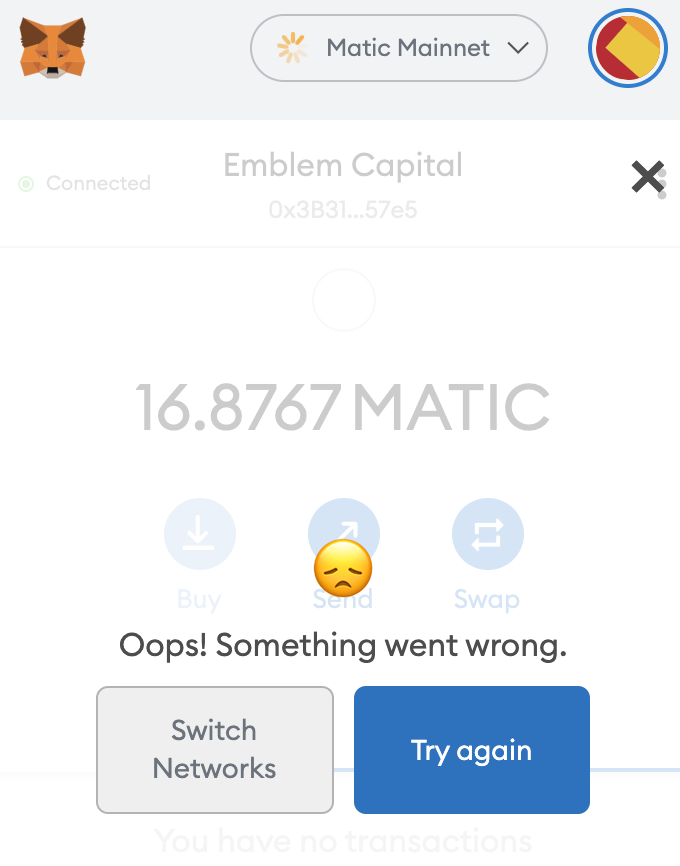 Matic Mainnet
Connected
Emblem Capital
0x3B31...57e5
16.8767 MATIC
Buy
Send
Swap
Oops! Something went wrong.
Switch
Networks
Try again
You have no transactions